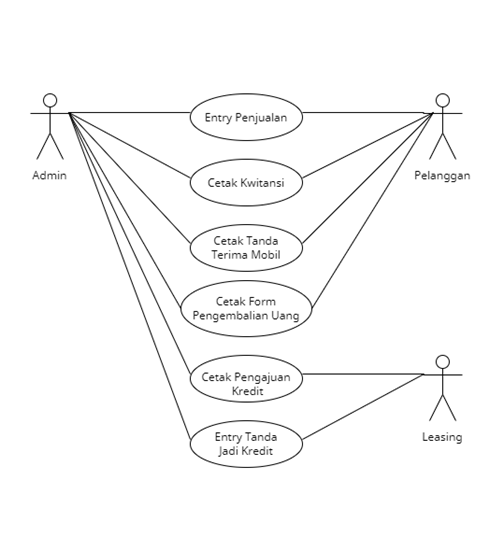 Entry Penjualan
Admin
Pelanggan
Cetak Kwitansi
Cetak Tanda
Terima Mobil
Cetak Form
Pengembalian Uang
Cetak Pengajuan
Kredit
Entry Tanda
Jadi Kredit
Leasing